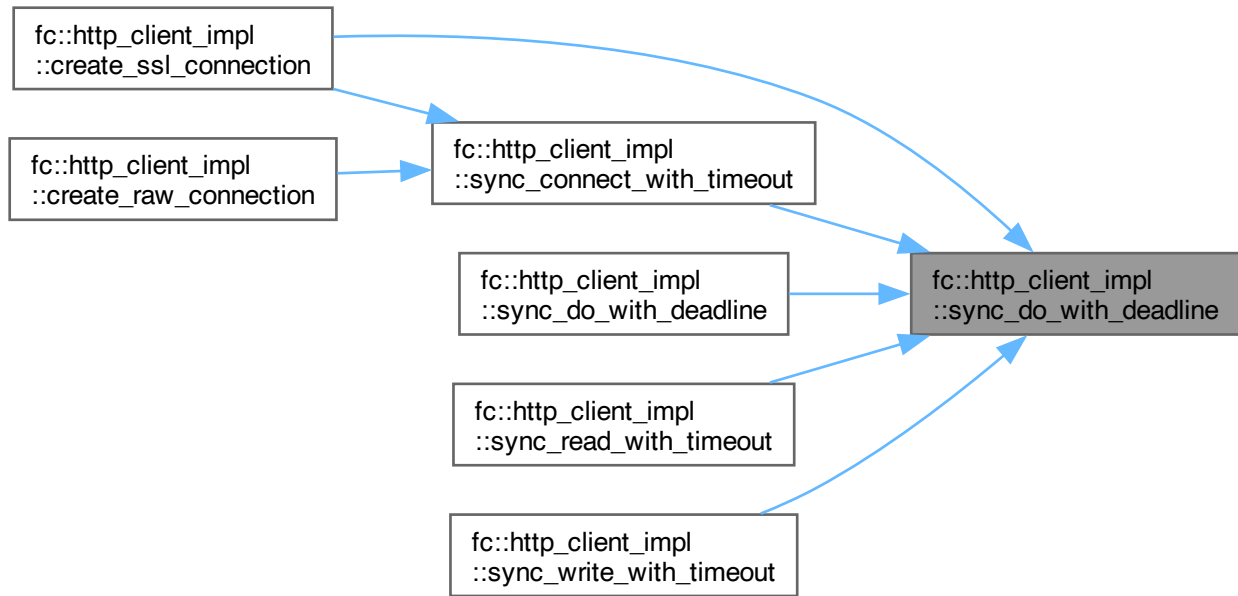 fc::http_client_impl
::create_ssl_connection
fc::http_client_impl
::create_raw_connection
fc::http_client_impl
::sync_connect_with_timeout
fc::http_client_impl
::sync_do_with_deadline
fc::http_client_impl
::sync_read_with_timeout
fc::http_client_impl
::sync_write_with_timeout
fc::http_client_impl
::sync_do_with_deadline